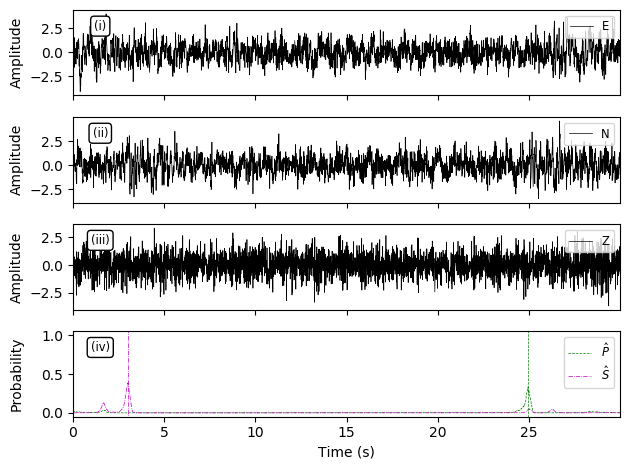 (i)
E
Amplitude
2.5
0.0
−2.5
(ii)
N
Amplitude
2.5
0.0
−2.5
(iii)
Z
Amplitude
2.5
0.0
−2.5
(iv)
P̂
Ŝ
Probability
1.0
0.5
0.0
0 5 10 15 20 25
Time (s)